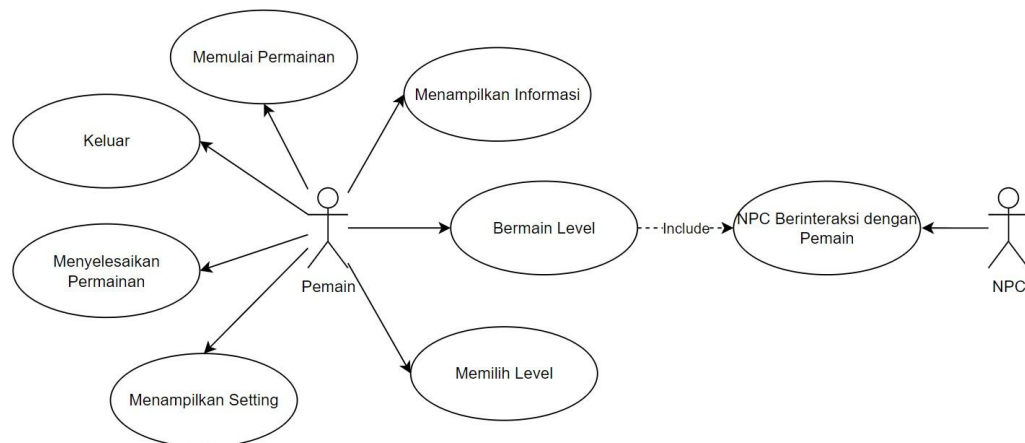 Memulai Permainan
Menampilkan Informasi
Keluar
Bermain Level
Include
NPC Berinteraksi dengan
Pemain
Menyelesaikan
Permainan
Pemain
NPC
Memilih Level
Menampilkan Setting